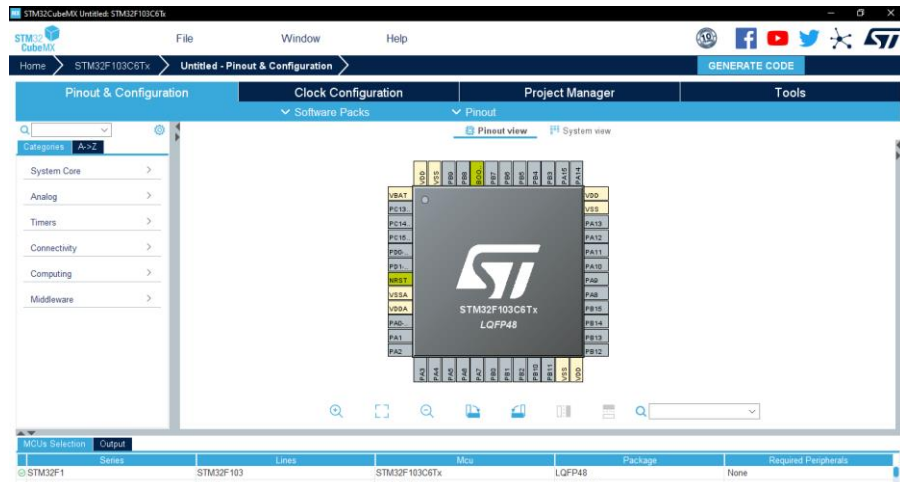 STM32CubeMX Untitled: STM32F103C6Tx
STM32 CubeMX
File Window Help
10
Home STM32F103C6Tx Untitled - Pinout & Configuration GENERATE CODE
Pinout & Configuration Clock Configuration Project Manager Tools
Software Packs Pinout
Pinout view System view
Categories A->Z
System Core
Analog
Timers
Connectivity
Computing
Middleware
VDD VSS PB9 PB8 BOO.. PB7 PB6 PB5 PB4 PB3 PA15 PA14
VBAT VDD
PC13.. VSS
PC14.. PA13
PC15.. PA12
PD0-.. PA11
PD1-.. PA10
NRST PA9
VSSA PA8
VDDA PB15
PA0-.. PB14
PA1 PB13
PA2 PB12
ST
STM32F103C6Tx
LQFP48
PA3 PA4 PA5 PA6 PA7 PB0 PB1 PB2 PB10 PB11 VSS VDD
MCUs Selection Output
Series Lines Mcu Package Required Peripherals
STM32F1 STM32F103 STM32F103C6Tx LQFP48 None